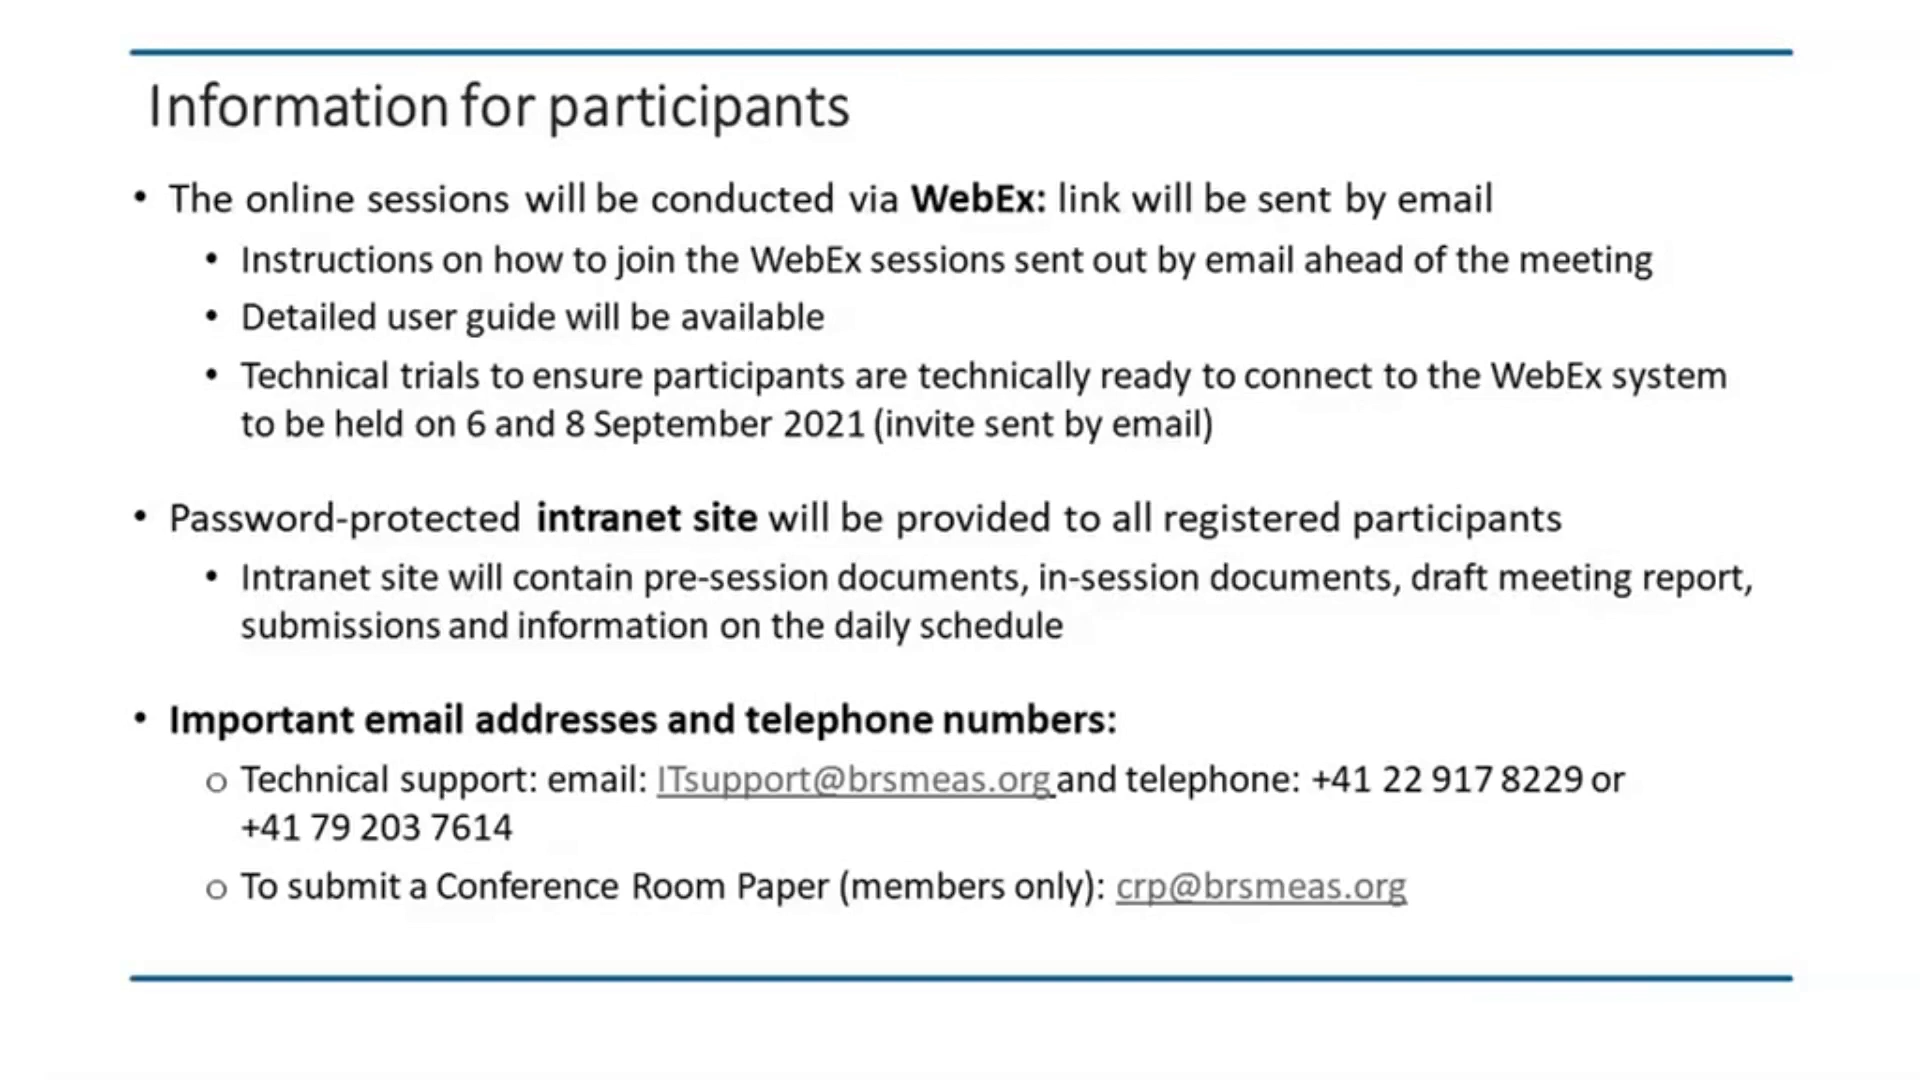 Information for participants
• The online sessions will be conducted via WebEx: link will be sent by email
• Instructions on how to join the WebEx sessions sent out by email ahead of the meeting
• Detailed user guide will be available
• Technical trials to ensure participants are technically ready to connect to the WebEx system
to be held on 6 and 8 September 2021 (invite sent by email)
• Password-protected intranet site will be provided to all registered participants
• Intranet site will contain pre-session documents, in-session documents, draft meeting report,
submissions and information on the daily schedule
• Important email addresses and telephone numbers:
o Technical support: email: ITsupport@brsmeas.org and telephone: +41 22 917 8229 or
+41 79 203 7614
o To submit a Conference Room Paper (members only): crp@brsmeas.org